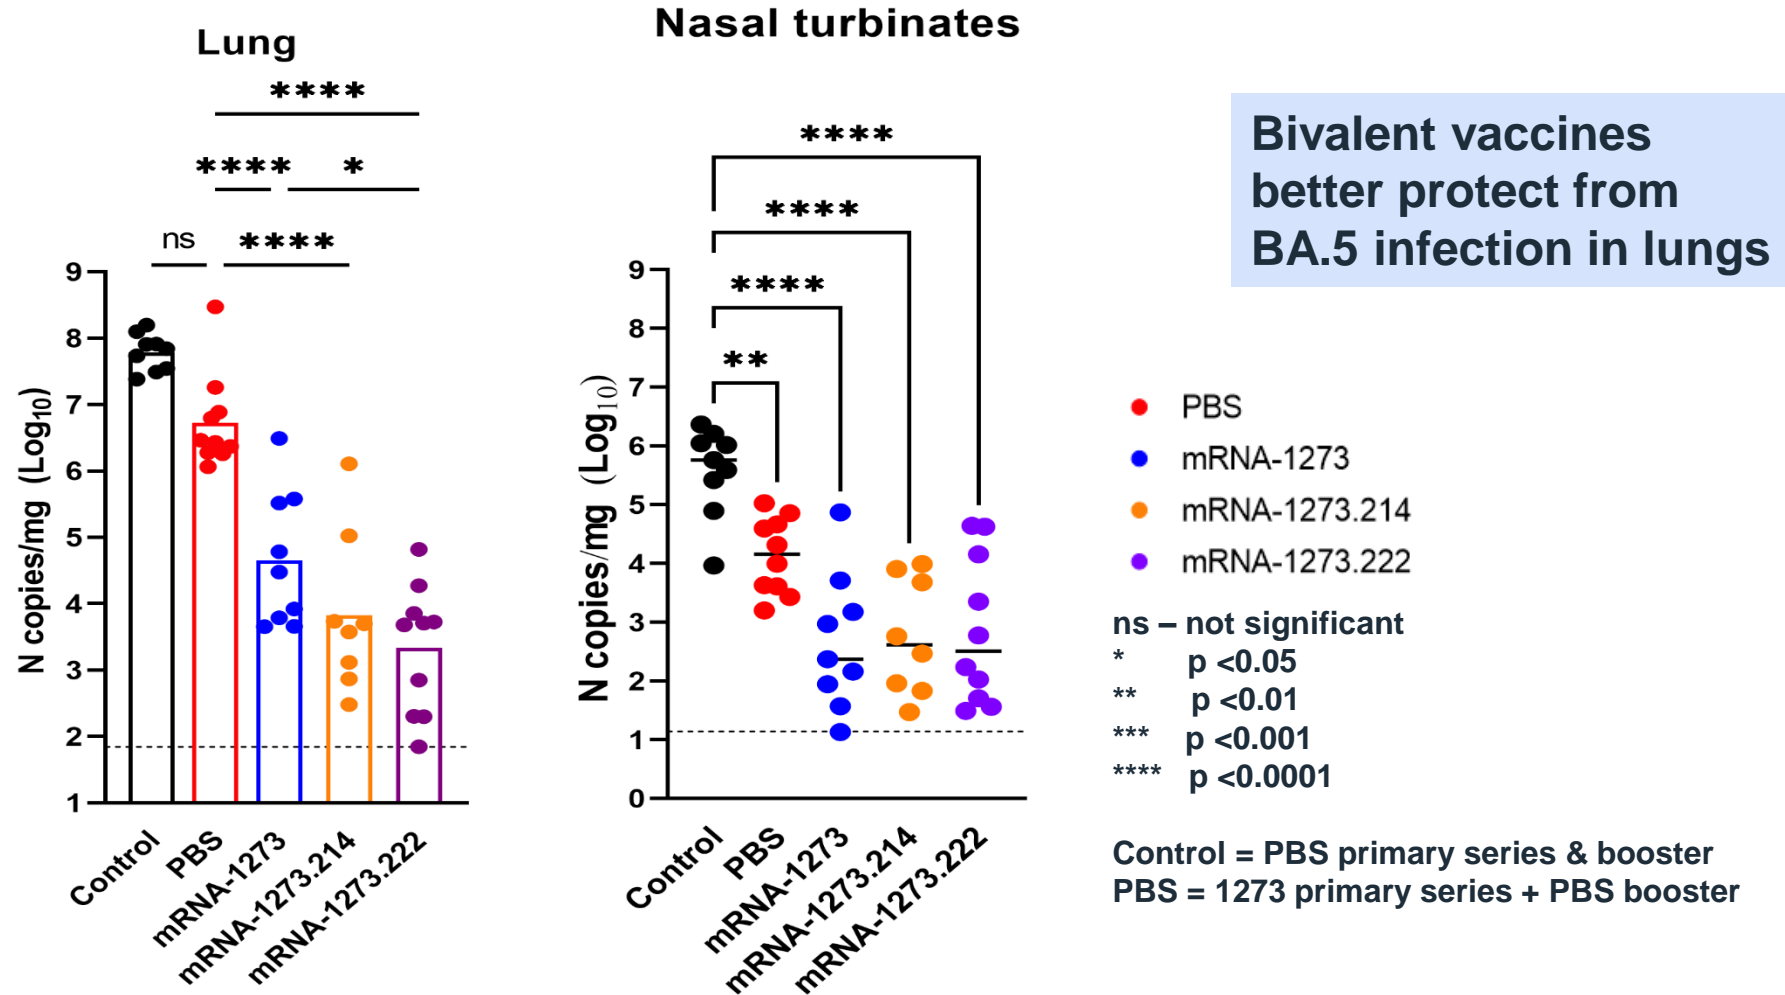 Lung
****
**** *
ns ****
9
8
7
6
5
4
3
2
1
N copies/mg (Log10)
Control
PBS
mRNA-1273
mRNA-1273.214
mRNA-1273.222
Nasal turbinates
****
****
****
**
9
8
7
6
5
4
3
2
1
0
N copies/mg (Log10)
Control
PBS
mRNA-1273
mRNA-1273.214
mRNA-1273.222
Bivalent vaccines
better protect from
BA.5 infection in lungs
PBS
mRNA-1273
mRNA-1273.214
mRNA-1273.222
ns – not significant
* p <0.05
** p <0.01
*** p <0.001
**** p <0.0001
Control = PBS primary series & booster
PBS = 1273 primary series + PBS booster